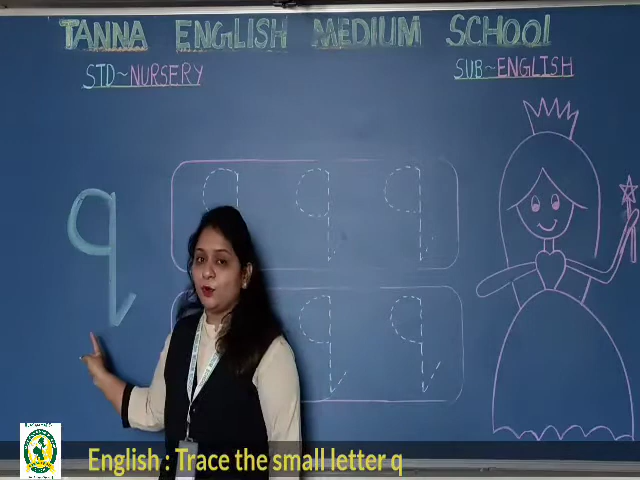 TANNA ENGLISH MEDIUM SCHOOL
STD~NURSERY
SUB~ENGLISH
q
q q q
q q
English : Trace the small letter q